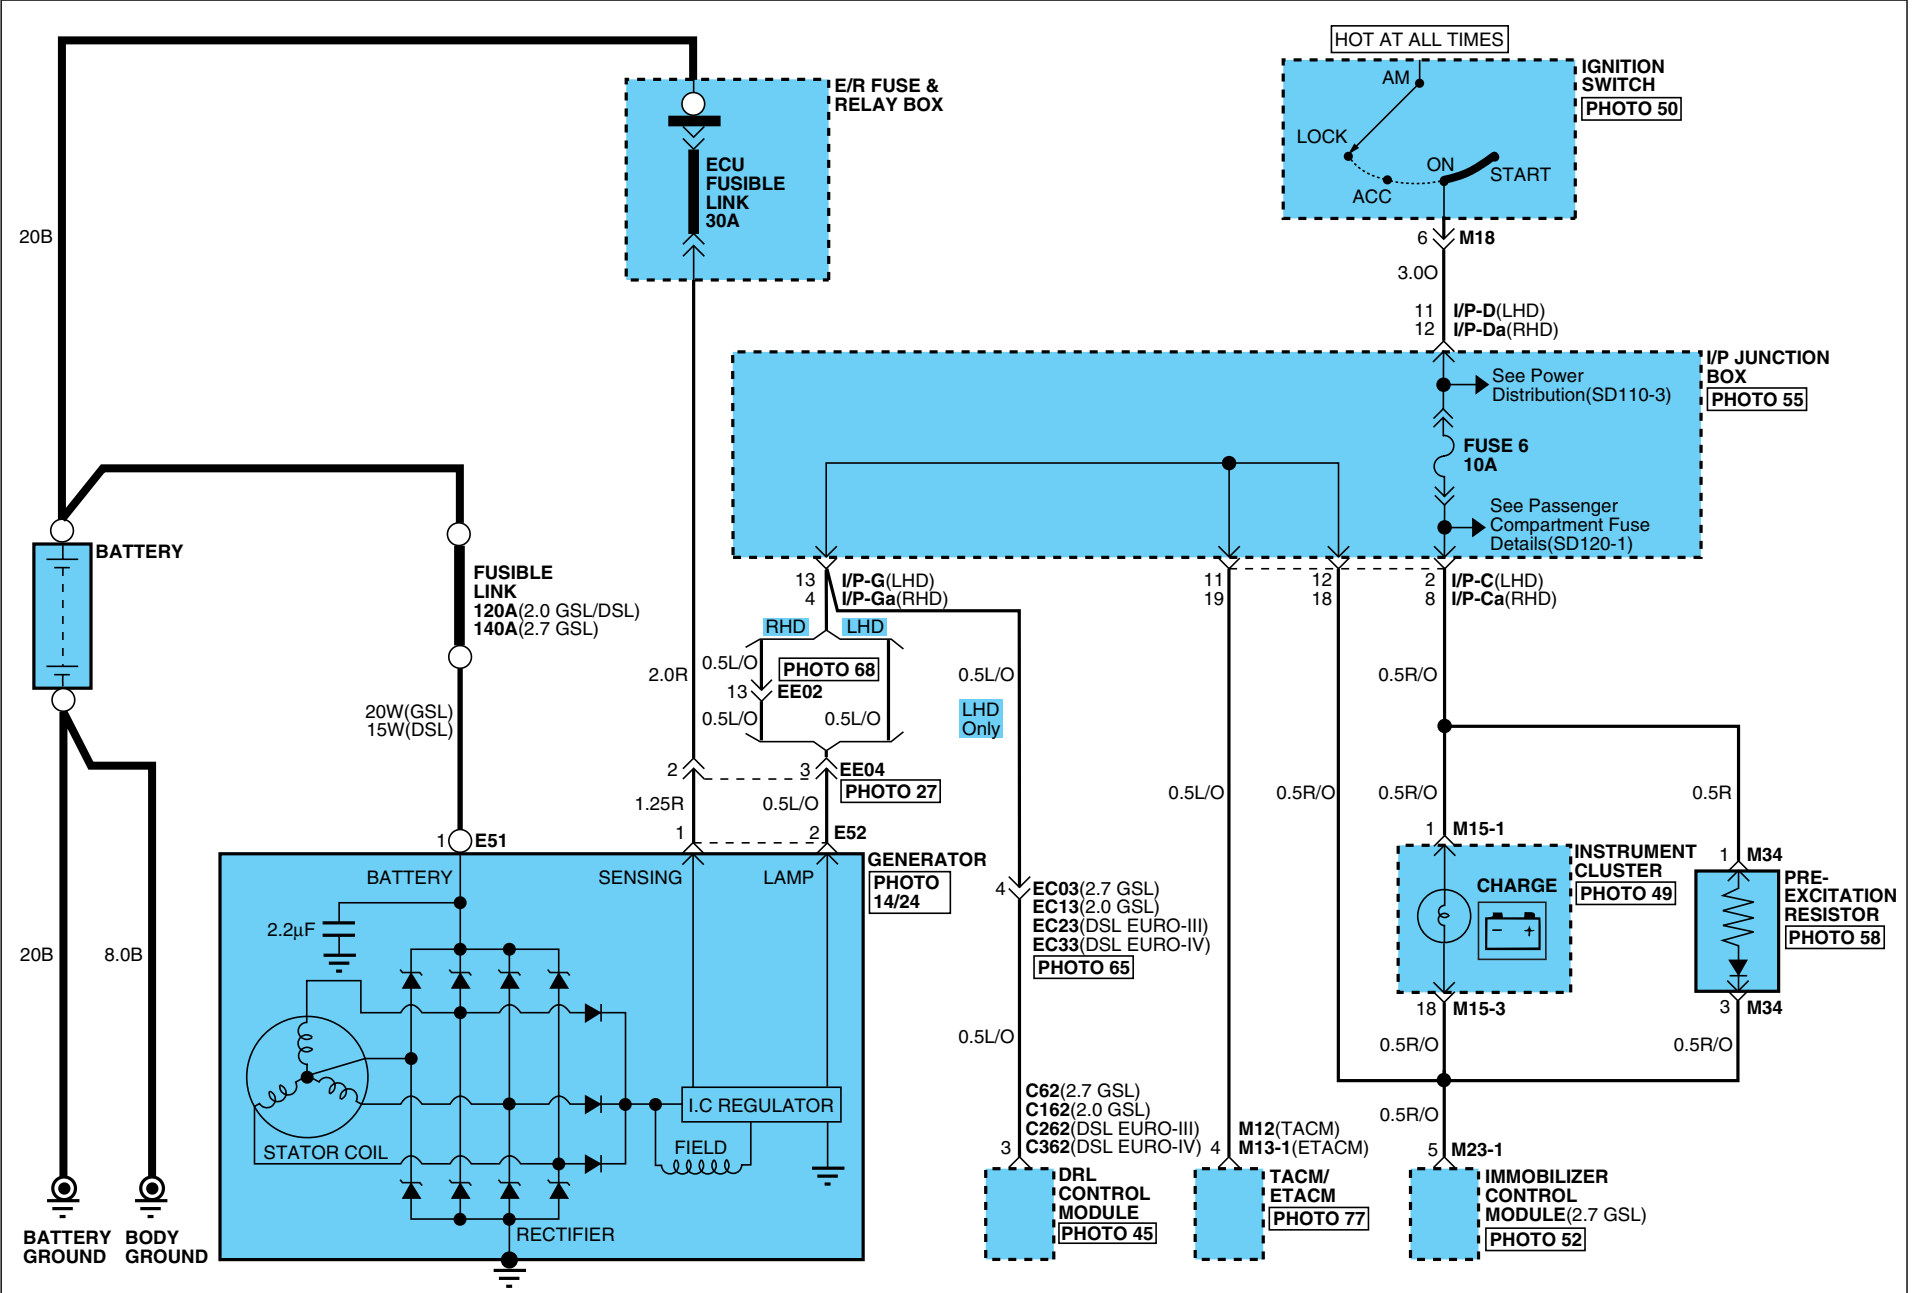 HOT AT ALL TIMES
AM
LOCK
ACC
ON
START
IGNITION
SWITCH
PHOTO 50
E/R FUSE &
RELAY BOX
ECU
FUSIBLE
LINK
30A
20B
6 M18
3.0O
11 I/P-D(LHD)
12 I/P-Da(RHD)
I/P JUNCTION
BOX
PHOTO 55
See Power
Distribution(SD110-3)
FUSE 6
10A
See Passenger
Compartment Fuse
Details(SD120-1)
BATTERY
FUSIBLE
LINK
120A(2.0 GSL/DSL)
140A(2.7 GSL)
13 I/P-G(LHD)
4 I/P-Ga(RHD)
11
19
12
18
2 I/P-C(LHD)
8 I/P-Ca(RHD)
RHD
LHD
0.5L/O
PHOTO 68
13 EE02
0.5L/O
0.5L/O
2.0R
0.5L/O
LHD
Only
0.5R/O
20W(GSL)
15W(DSL)
2
3 EE04
PHOTO 27
1.25R
0.5L/O
0.5L/O
0.5R/O
0.5R/O
0.5R
1 E51
1
2 E52
1 M15-1
1 M34
GENERATOR
PHOTO
14/24
BATTERY
SENSING
LAMP
2.2µF
STATOR COIL
I.C REGULATOR
FIELD
RECTIFIER
4 EC03(2.7 GSL)
EC13(2.0 GSL)
EC23(DSL EURO-III)
EC33(DSL EURO-IV)
PHOTO 65
CHARGE
INSTRUMENT
CLUSTER
PHOTO 49
PRE-
EXCITATION
RESISTOR
PHOTO 58
20B
8.0B
18 M15-3
3 M34
0.5L/O
0.5R/O
0.5R/O
C62(2.7 GSL)
C162(2.0 GSL)
C262(DSL EURO-III)
3 C362(DSL EURO-IV)
M12(TACM)
4 M13-1(ETACM)
0.5R/O
5 M23-1
DRL
CONTROL
MODULE
PHOTO 45
TACM/
ETACM
PHOTO 77
IMMOBILIZER
CONTROL
MODULE(2.7 GSL)
PHOTO 52
BATTERY
GROUND
BODY
GROUND